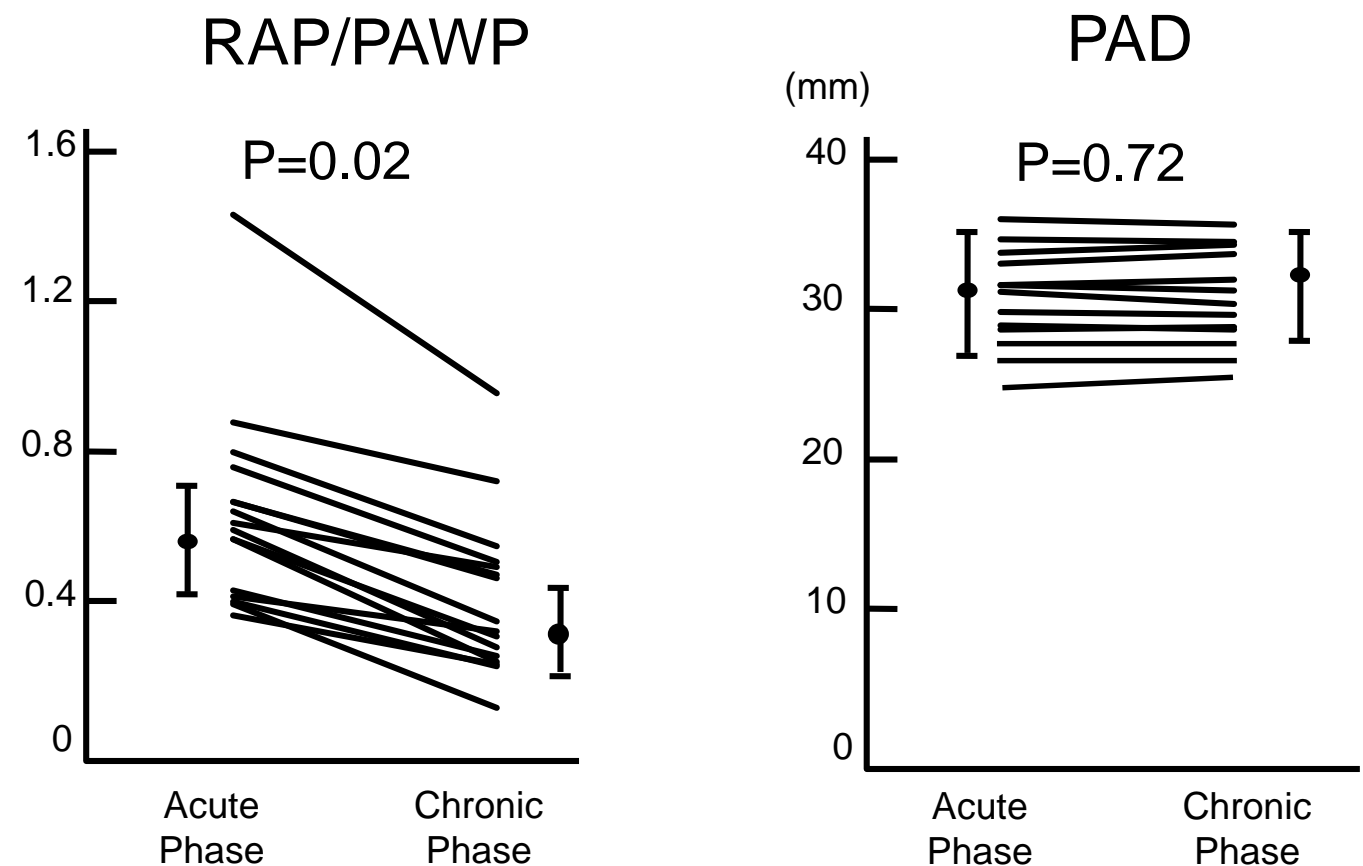 RAP/PAWP
P=0.02
1.6
1.2
0.8
0.4
0
Acute
Phase
Chronic
Phase
PAD
(mm)
P=0.72
40
30
20
10
0
Acute
Phase
Chronic
Phase